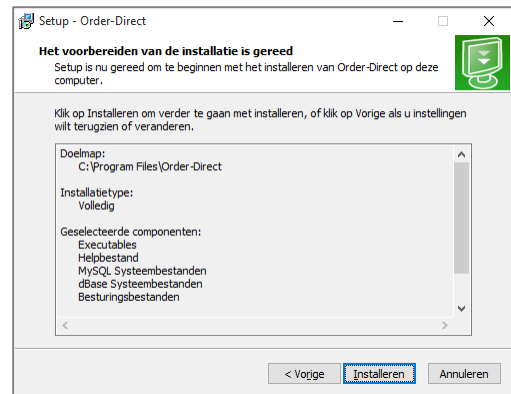 Setup - Order-Direct
Het voorbereiden van de installatie is gereed
Setup is nu gereed om te beginnen met het installeren van Order-Direct op deze
computer.
Klik op Installeren om verder te gaan met installeren, of klik op Vorige als u instellingen
wilt terugzien of veranderen.
Doelmap:
C:\Program Files\Order-Direct
Installatietype:
Volledig
Geselecteerde componenten:
Executables
Helpbestand
MySQL Systeembestanden
dBase Systeembestanden
Besturingsbestanden
< Vorige
Installeren
Annuleren